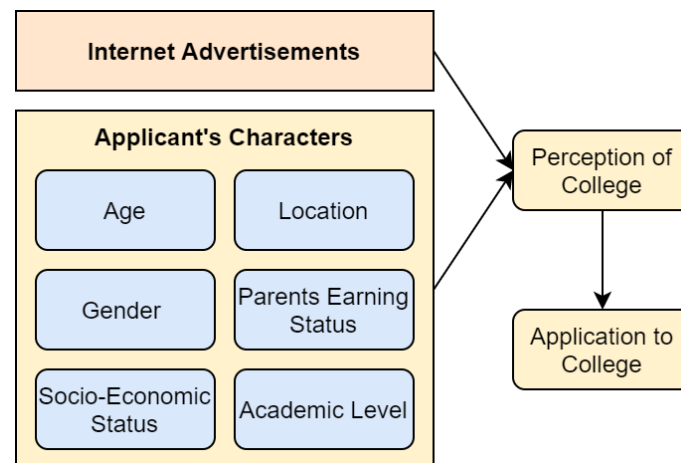 Internet Advertisements
Applicant's Characters
Age
Location
Gender
Parents Earning
Status
Socio-Economic
Status
Academic Level
Perception of
College
Application to
College